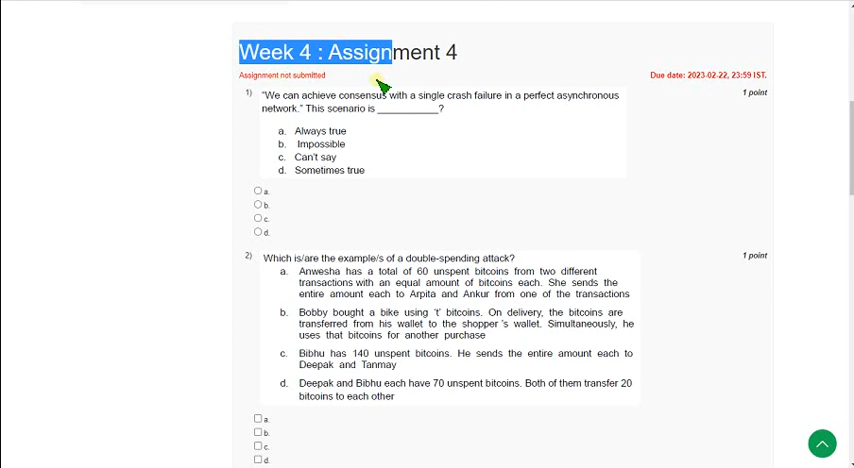 Week 4 : Assignment 4
Assignment not submitted
Due date: 2023-02-22, 23:59 IST.
1)
1 point
"We can achieve consensus with a single crash failure in a perfect asynchronous
network." This scenario is ___________?
a. Always true
b. Impossible
c. Can't say
d. Sometimes true
a.
b.
c.
d.
2)
1 point
Which is/are the example/s of a double-spending attack?
a. Anwesha has a total of 60 unspent bitcoins from two different
transactions with an equal amount of bitcoins each. She sends the
entire amount each to Arpita and Ankur from one of the transactions
b. Bobby bought a bike using 't' bitcoins. On delivery, the bitcoins are
transferred from his wallet to the shopper 's wallet. Simultaneously, he
uses that bitcoins for another purchase
c. Bibhu has 140 unspent bitcoins. He sends the entire amount each to
Deepak and Tanmay
d. Deepak and Bibhu each have 70 unspent bitcoins. Both of them transfer 20
bitcoins to each other
a.
b.
c.
d.